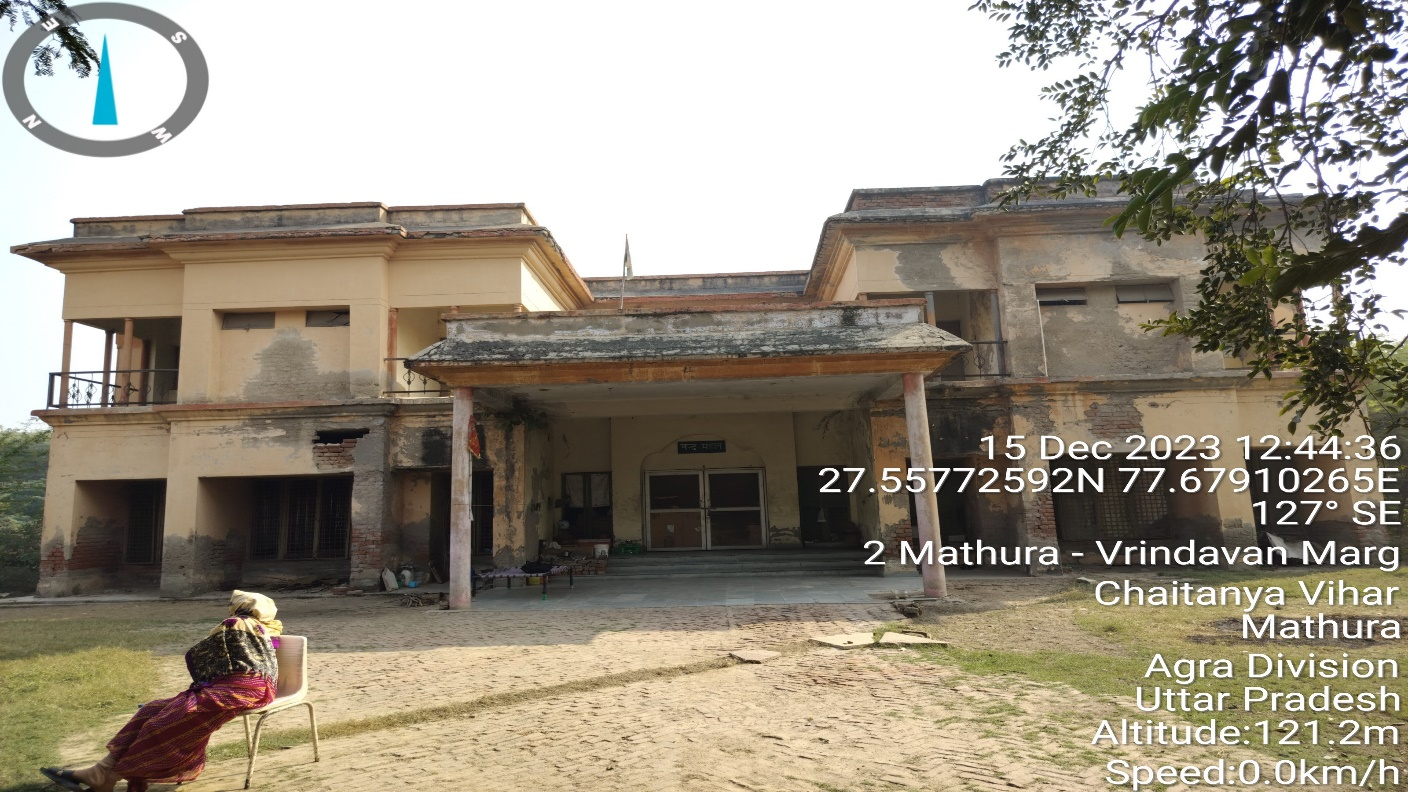 E
S
N
W
15 Dec 2023 12:44:36
27.55772592N 77.67910265E
127° SE
2 Mathura - Vrindavan Marg
Chaitanya Vihar
Mathura
Agra Division
Uttar Pradesh
Altitude:121.2m
Speed:0.0km/h